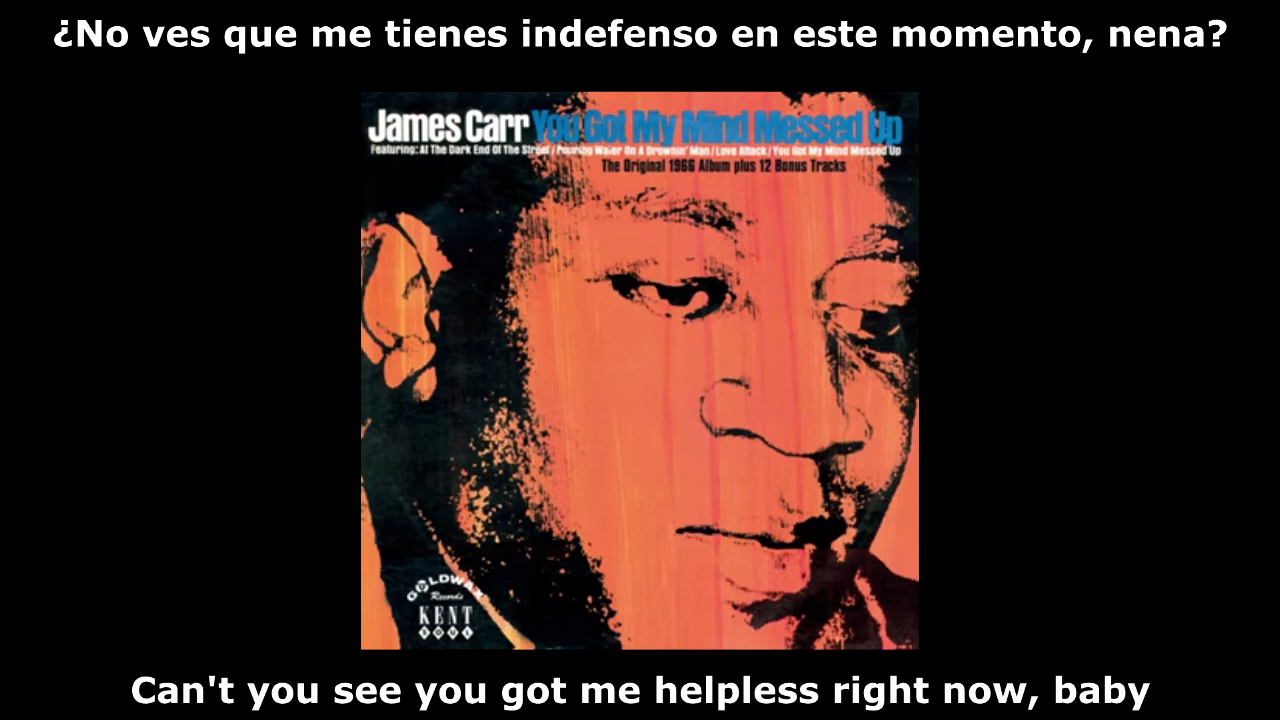 ¿No ves que me tienes indefenso en este momento, nena?
James Carr You Got My Mind Messed Up
Featuring: At The Dark End Of The Street / Pouring Water On A Drownin' Man / Love Attack / You Got My Mind Messed Up
The Original 1966 Album plus 12 Bonus Tracks
GOLDWAX
Records
KENT
SOUL
Can't you see you got me helpless right now, baby